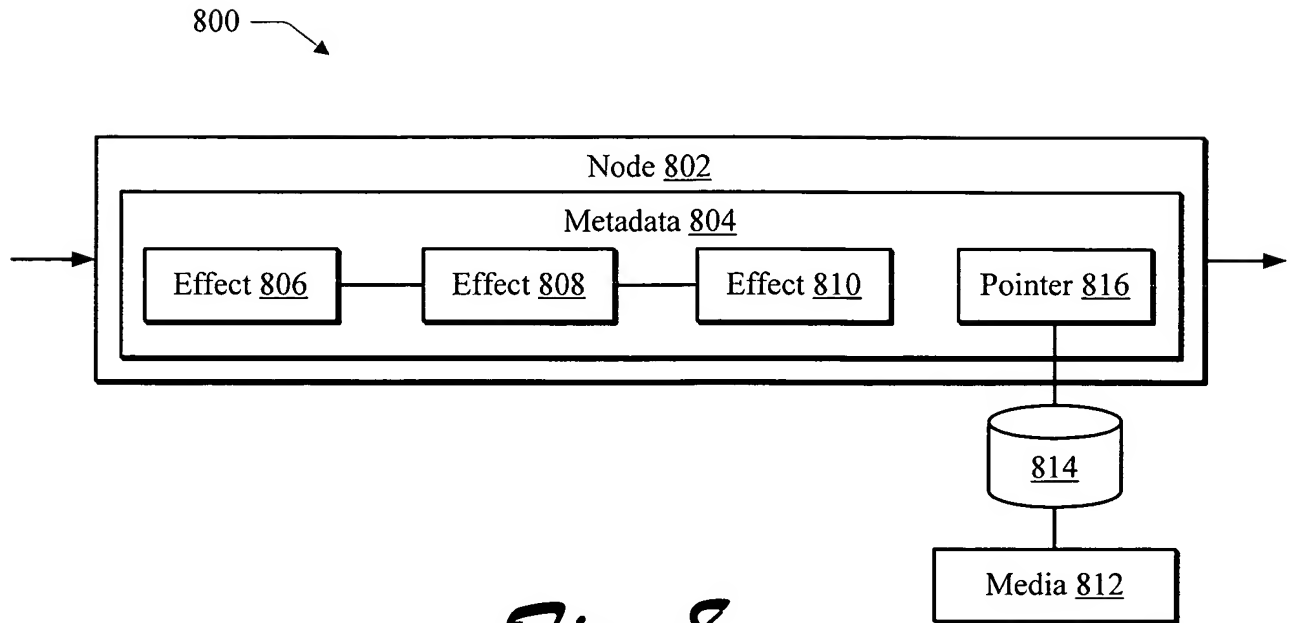 800
Node 802
Metadata 804
Effect 806
Effect 808
Effect 810
Pointer 816
814
Media 812
Fig. 8